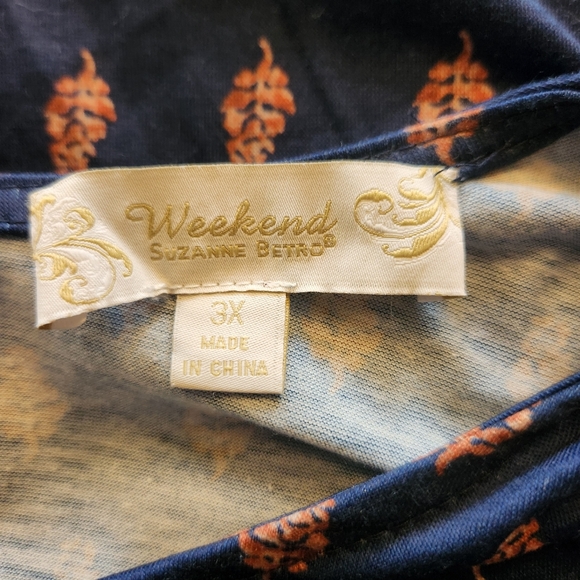 Weekend
SUZANNE BETRO®
3X
MADE
IN CHINA